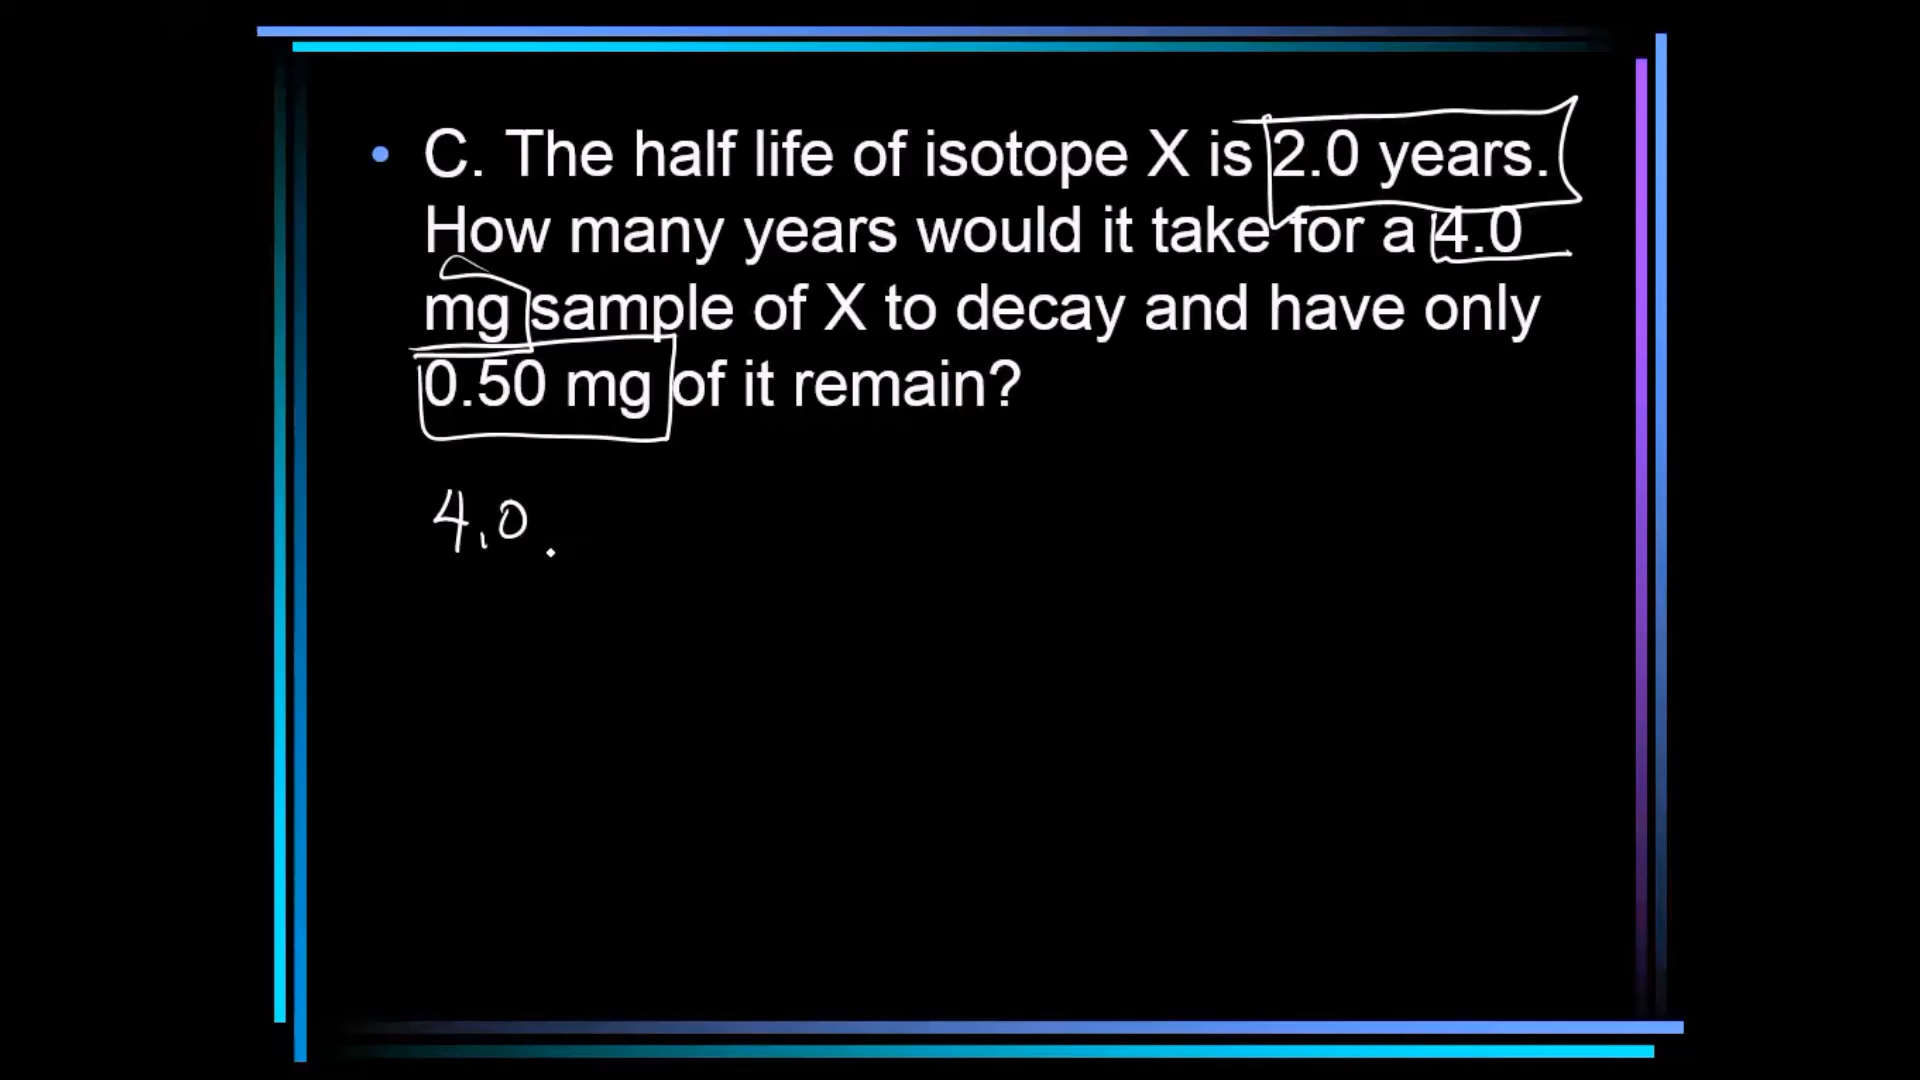 • C. The half life of isotope X is 2.0 years.
How many years would it take for a 4.0
mg sample of X to decay and have only
0.50 mg of it remain?
4.0